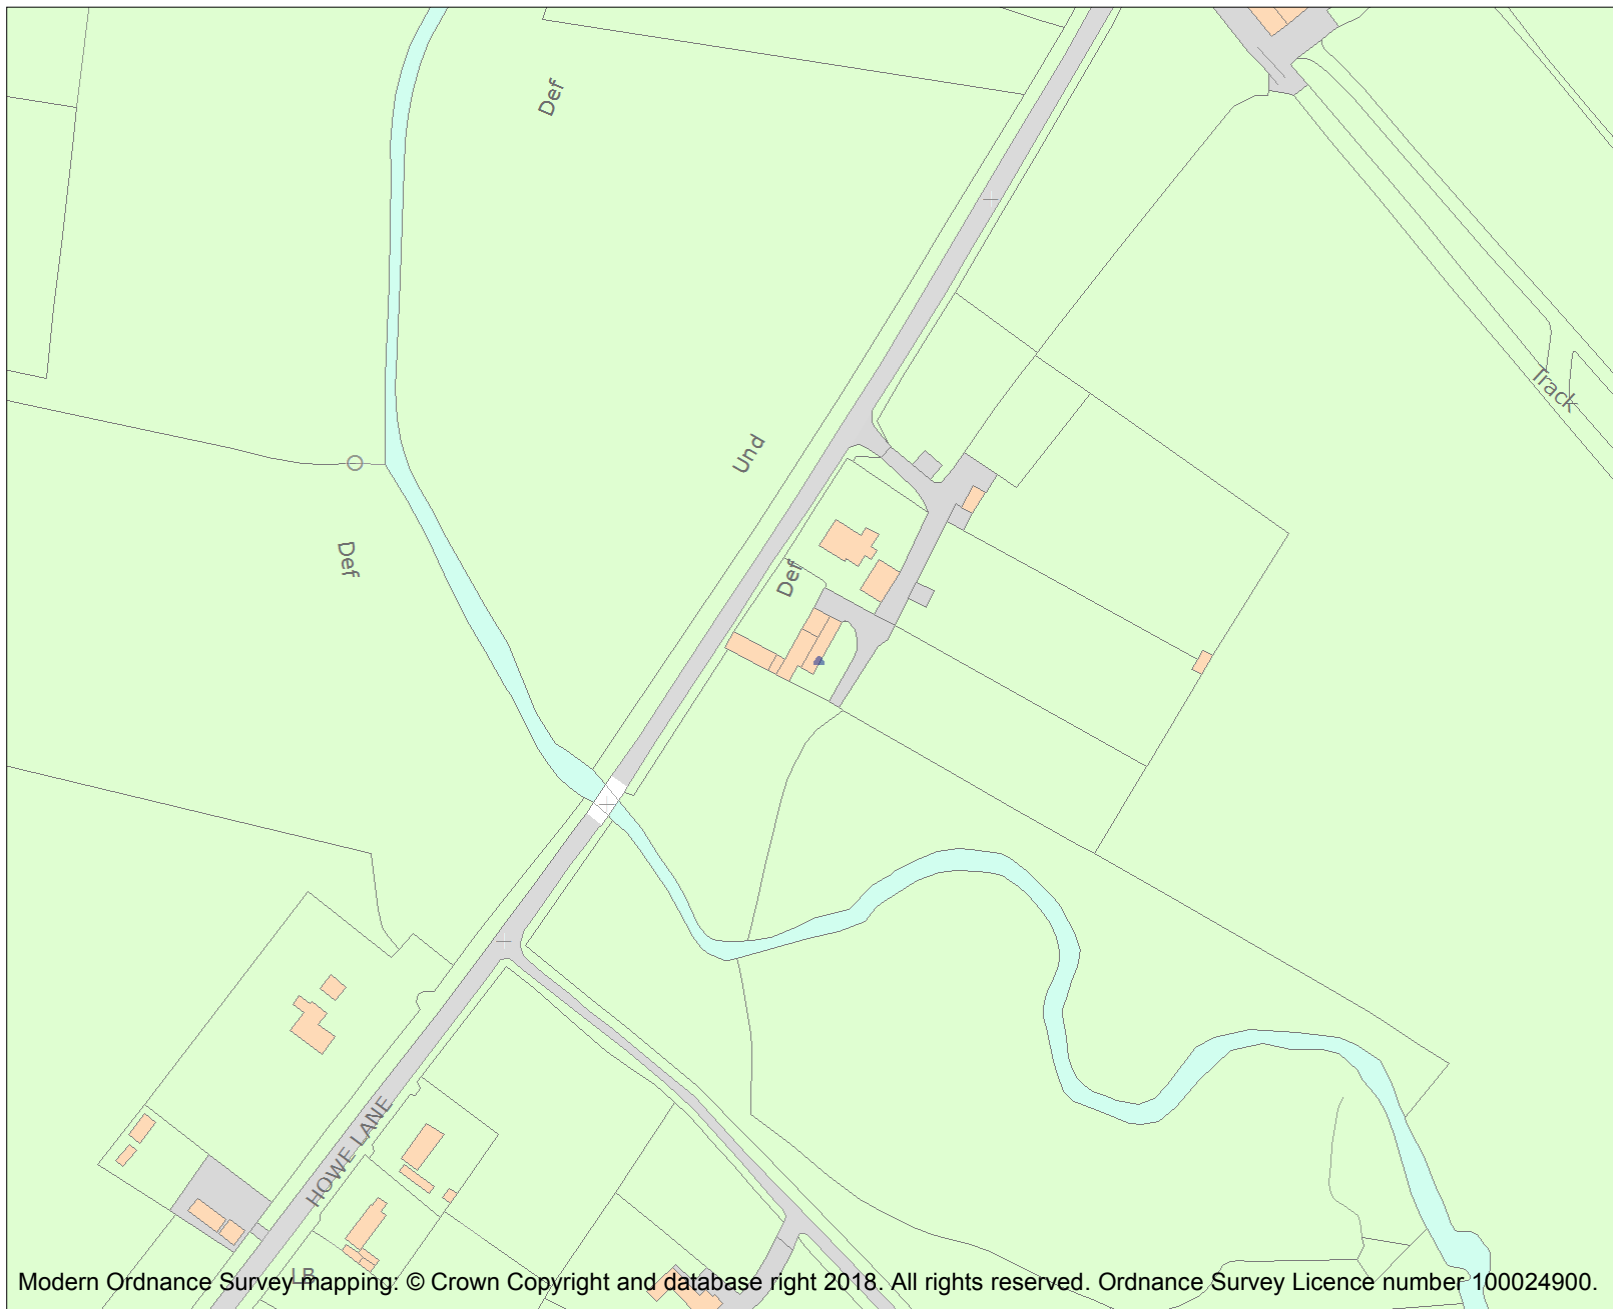 Def
Track
Und
Def
Def
HOWE LANE
LB
Modern Ordnance Survey mapping: © Crown Copyright and database right 2018. All rights reserved. Ordnance Survey Licence number 100024900.